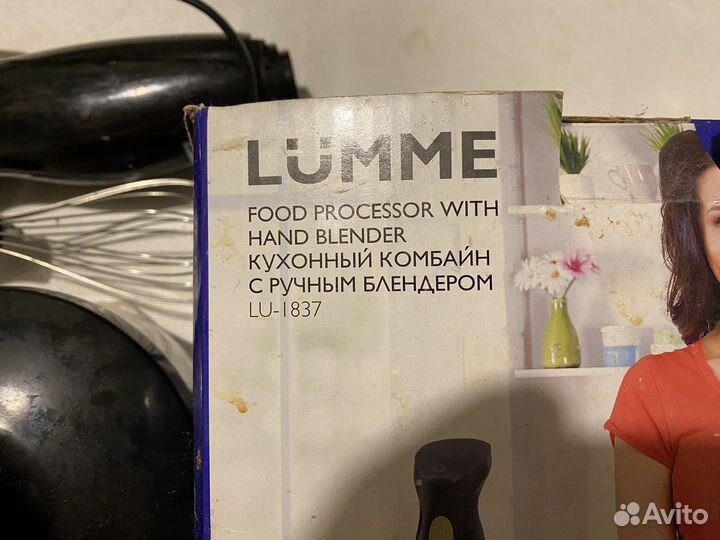 LUMME
FOOD PROCESSOR WITH
HAND BLENDER
КУХОННЫЙ КОМБАЙН
С РУЧНЫМ БЛЕНДЕРОМ
LU-1837
Avito